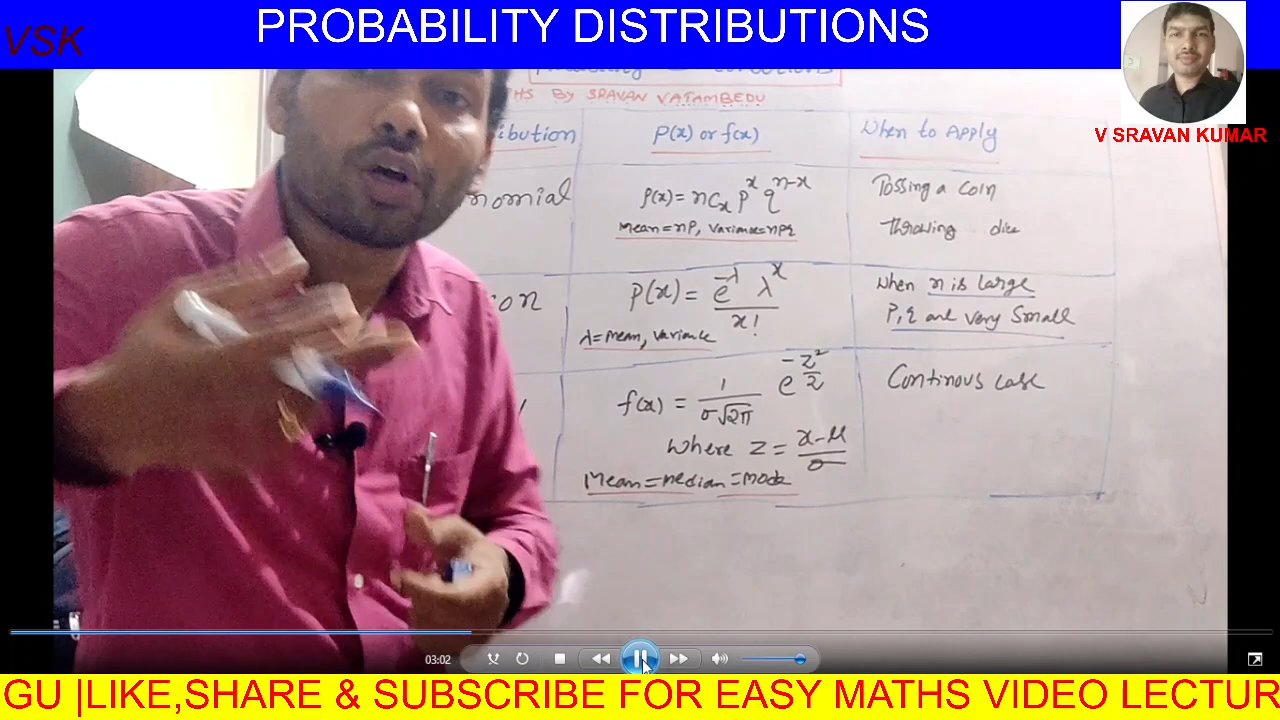 VSK
PROBABILITY DISTRIBUTIONS
V SRAVAN KUMAR
HS BY SRAVAN VATAMBEDU
ibution
P(x) or f(x)
When to Apply
nomial
P(x) = nCₓ pˣ qⁿ⁻ˣ
Mean = np, Variance = npq
Tossing a Coin
Throwing dice
on
P(x) = e^-λ λ^x / x!
λ = mean, Variance
When n is large
P, q are very Small
f(x) = 1/σ√2π e^-z²/2
Where z = x-μ/σ
Mean = median = mode
Continous case
03:02
GU |LIKE,SHARE & SUBSCRIBE FOR EASY MATHS VIDEO LECTUR